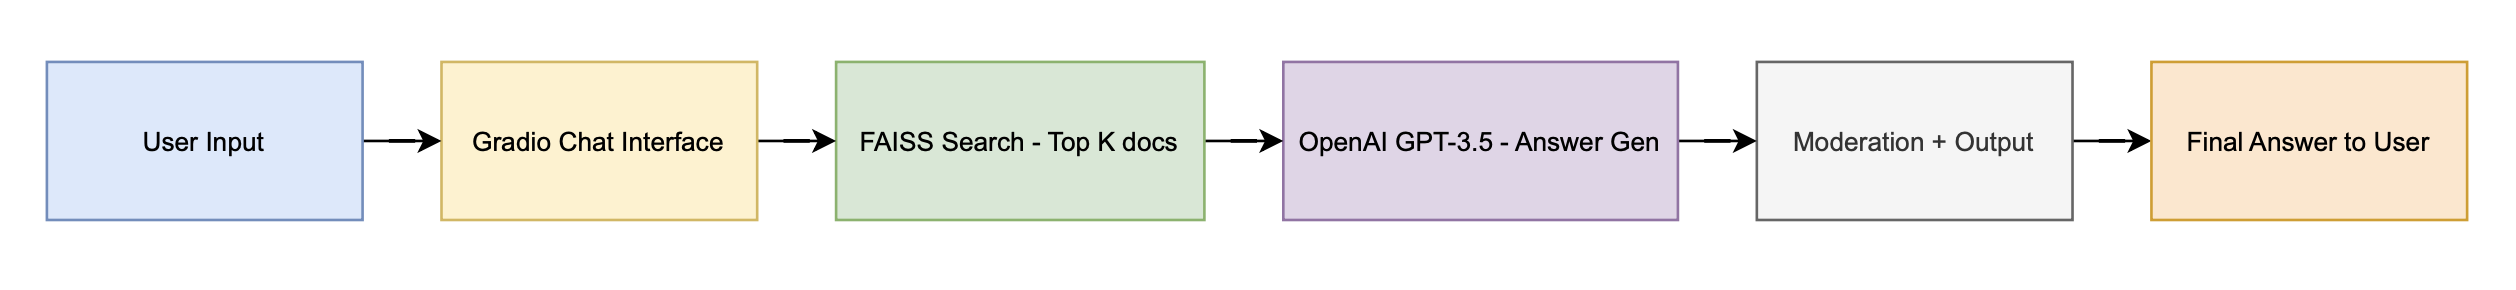 User Input
Gradio Chat Interface
FAISS Search - Top K docs
OpenAI GPT-3.5 - Answer Gen
Moderation + Output
Final Answer to User